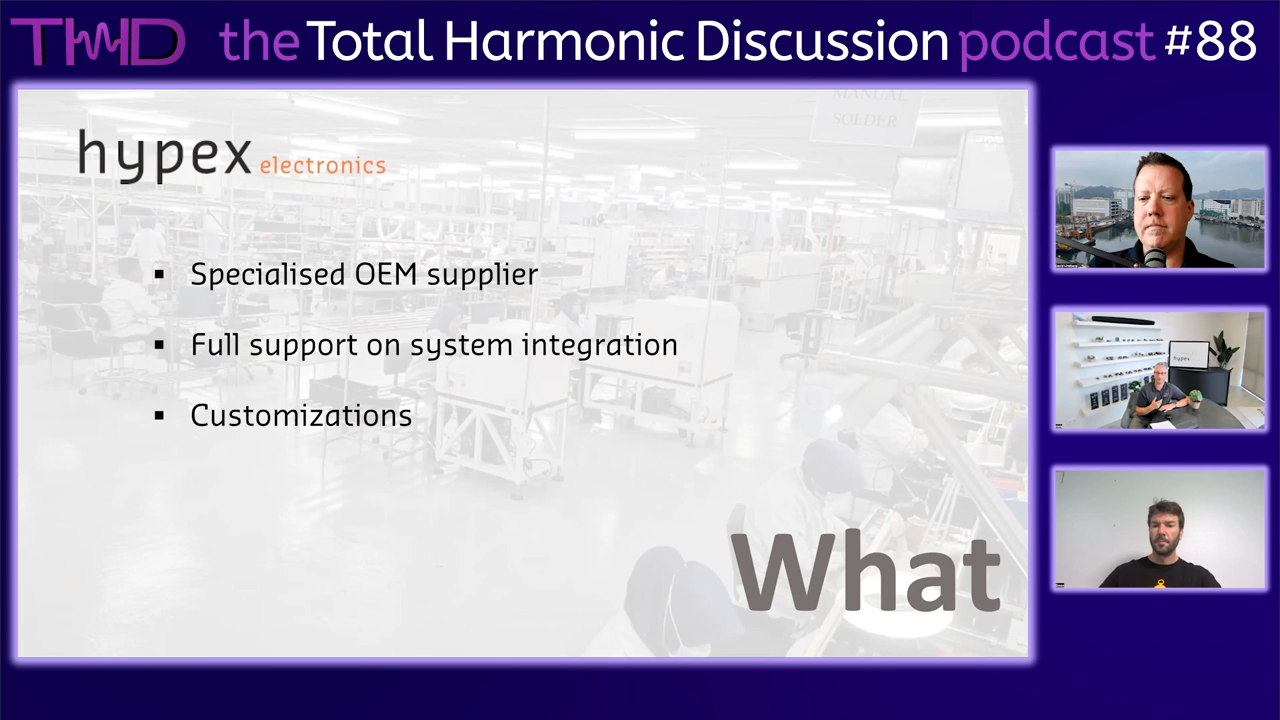 THD the Total Harmonic Discussion podcast #88
MANUAL
SOLDER
hypex electronics
▪ Specialised OEM supplier
▪ Full support on system integration
▪ Customizations
What
hypex